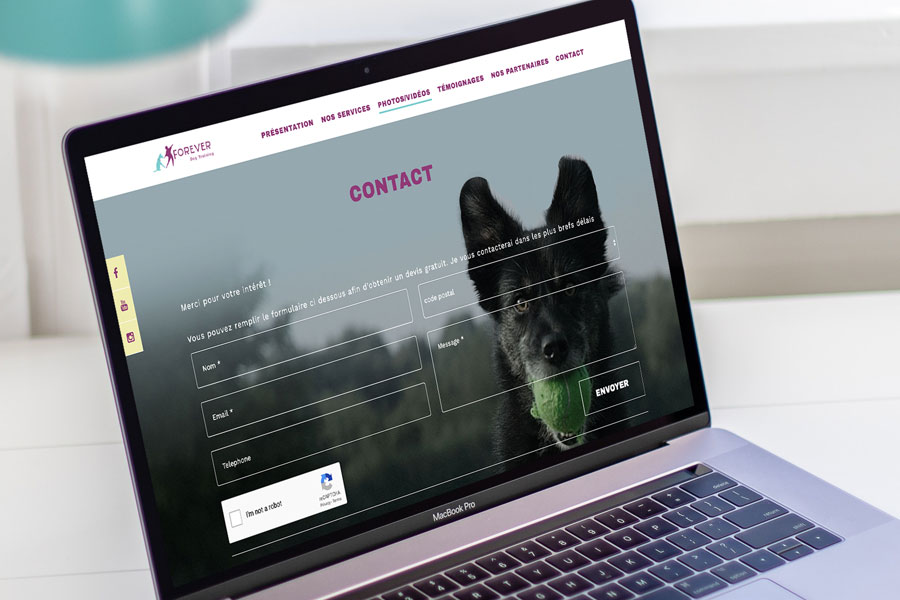 FOREVER
Dog Training
PRÉSENTATION NOS SERVICES PHOTOS/VIDÉOS TÉMOIGNAGES NOS PARTENAIRES CONTACT
CONTACT
Merci pour votre intérêt !
Vous pouvez remplir le formulaire ci dessous afin d'obtenir un devis gratuit. Je vous contacterai dans les plus brefs délais
Nom *
code postal
Email *
Message *
Telephone
ENVOYER
I'm not a robot
reCAPTCHA
Privacy - Terms
MacBook Pro